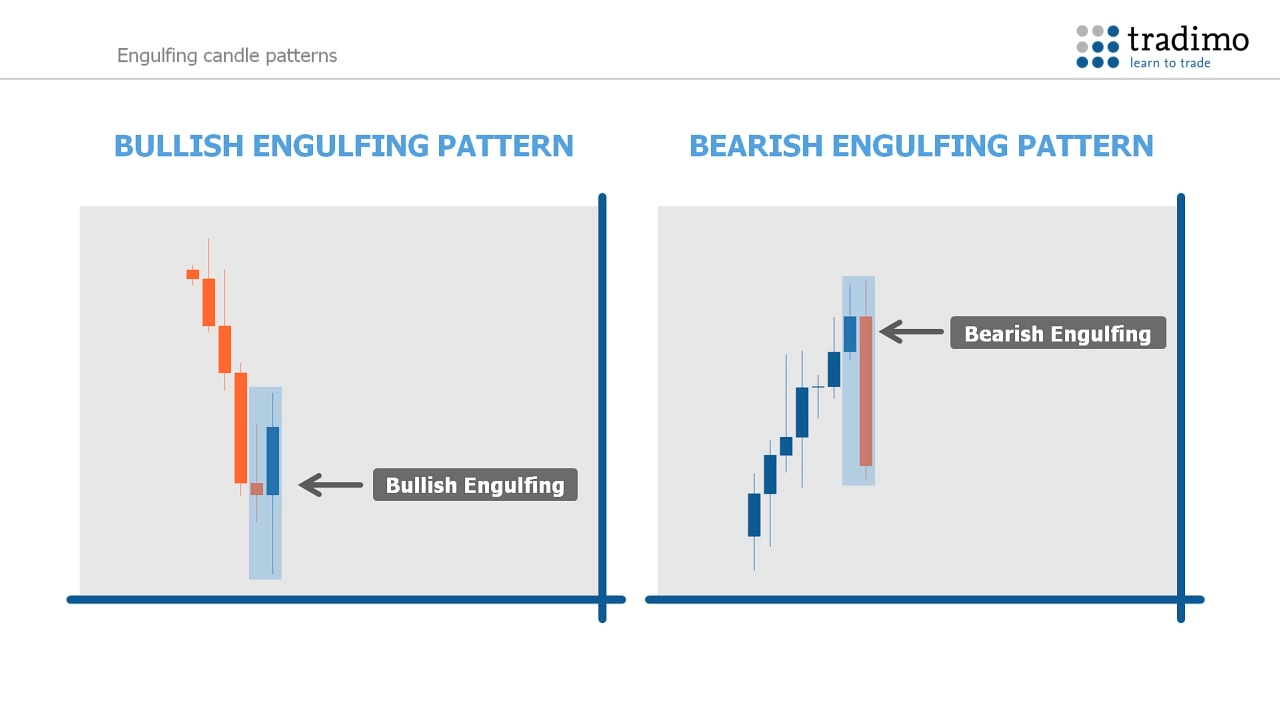 Engulfing candle patterns
tradimo
learn to trade
BULLISH ENGULFING PATTERN
BEARISH ENGULFING PATTERN
Bearish Engulfing
Bullish Engulfing